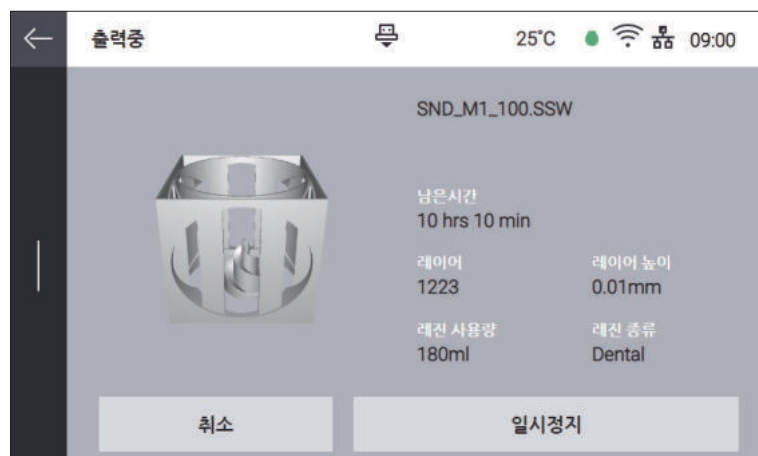 출력중 25°C 09:00
SND_M1_100.SSW
남은시간
10 hrs 10 min
레이어 레이어 높이
1223 0.01mm
레진 사용량 레진 종류
180ml Dental
취소 일시정지